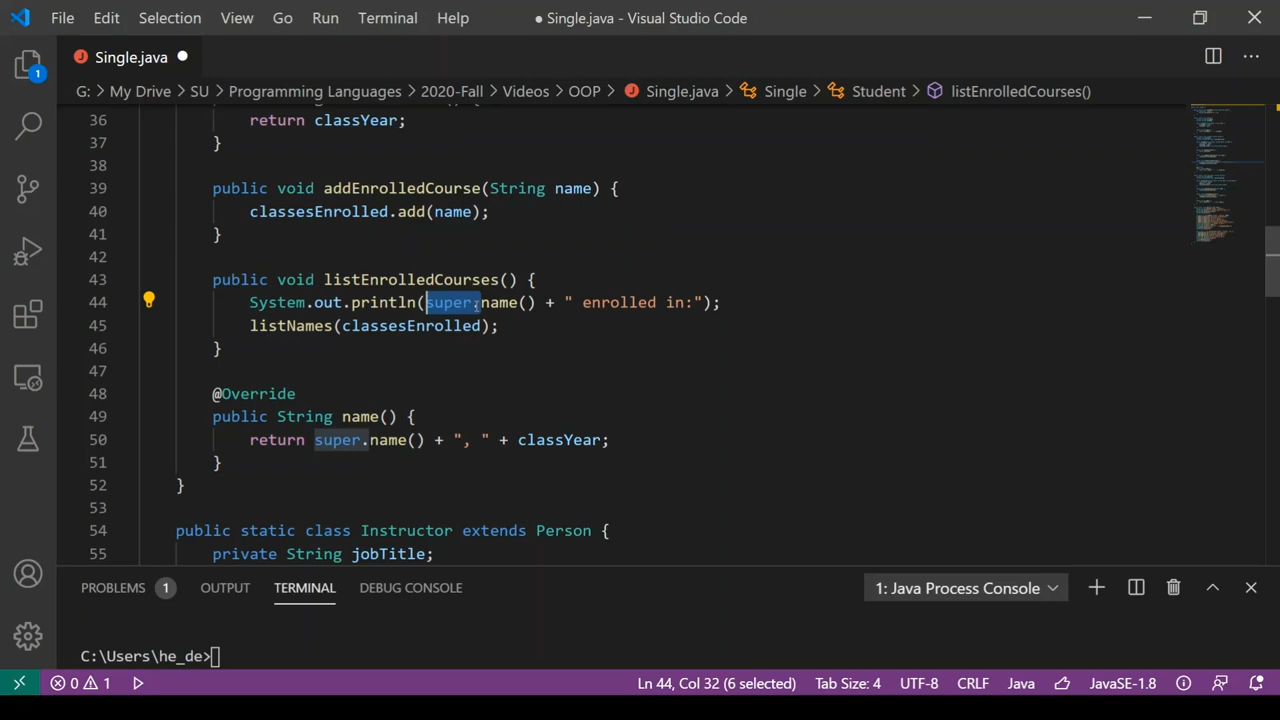 File Edit Selection View Go Run Terminal Help ● Single.java - Visual Studio Code
Single.java
G: > My Drive > SU > Programming Languages > 2020-Fall > Videos > OOP > Single.java > Single > Student > listEnrolledCourses()
36 return classYear;
37 }
38
39 public void addEnrolledCourse(String name) {
40 classesEnrolled.add(name);
41 }
42
43 public void listEnrolledCourses() {
44 System.out.println(super.name() + " enrolled in:");
45 listNames(classesEnrolled);
46 }
47
48 @Override
49 public String name() {
50 return super.name() + ", " + classYear;
51 }
52 }
53
54 public static class Instructor extends Person {
55 private String jobTitle;
PROBLEMS 1 OUTPUT TERMINAL DEBUG CONSOLE 1: Java Process Console
C:\Users\he_de>
0 1 Ln 44, Col 32 (6 selected) Tab Size: 4 UTF-8 CRLF Java JavaSE-1.8
1